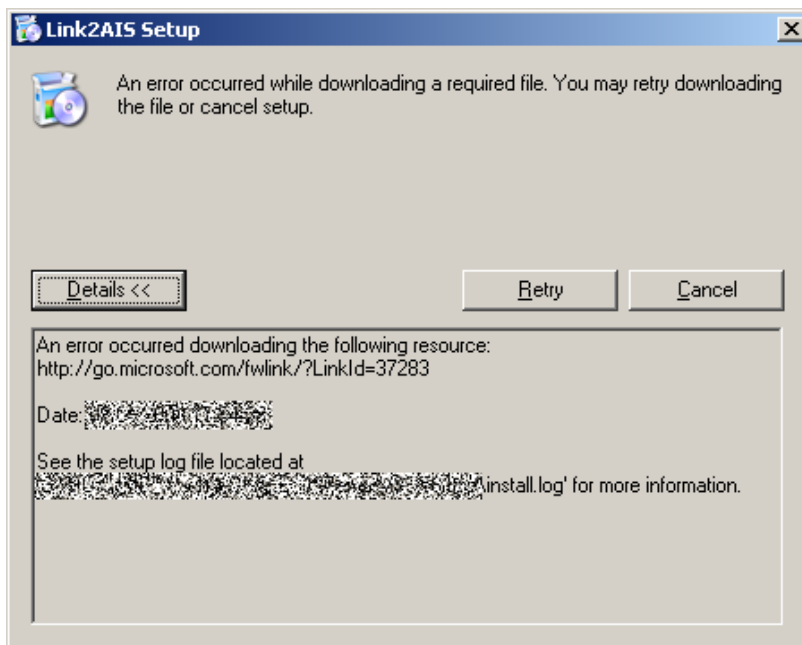 Link2AIS Setup
An error occurred while downloading a required file. You may retry downloading
the file or cancel setup.
Details <<
Retry
Cancel
An error occurred downloading the following resource:
http://go.microsoft.com/fwlink/?LinkId=37283
Date:
See the setup log file located at
\install.log' for more information.